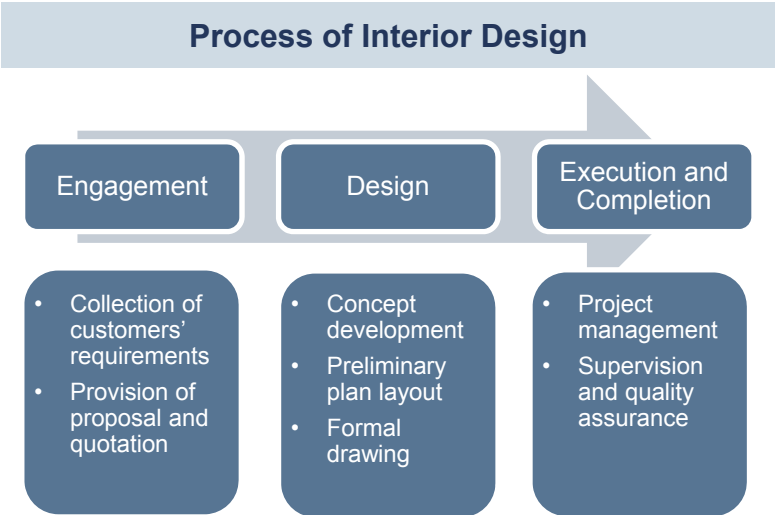 Process of Interior Design
Engagement
Design
Execution and
Completion
• Collection of
customers’
requirements
• Provision of
proposal and
quotation
• Concept
development
• Preliminary
plan layout
• Formal
drawing
• Project
management
• Supervision
and quality
assurance